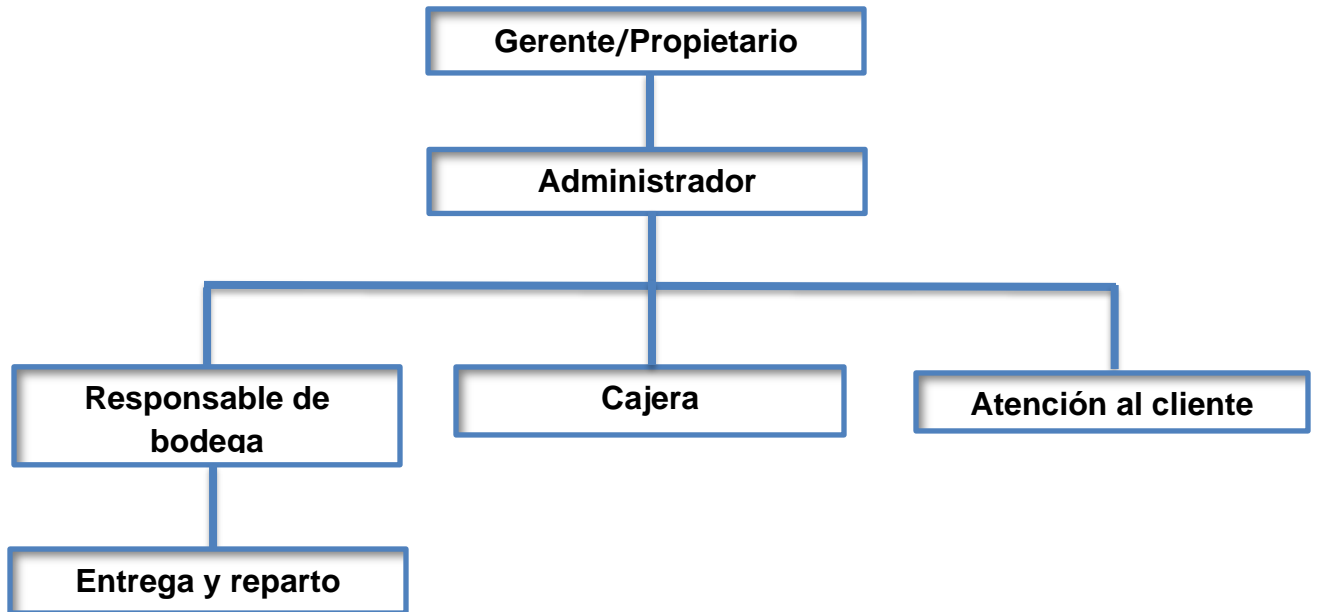 Gerente/Propietario
Administrador
Responsable de
bodega
Cajera
Atención al cliente
Entrega y reparto